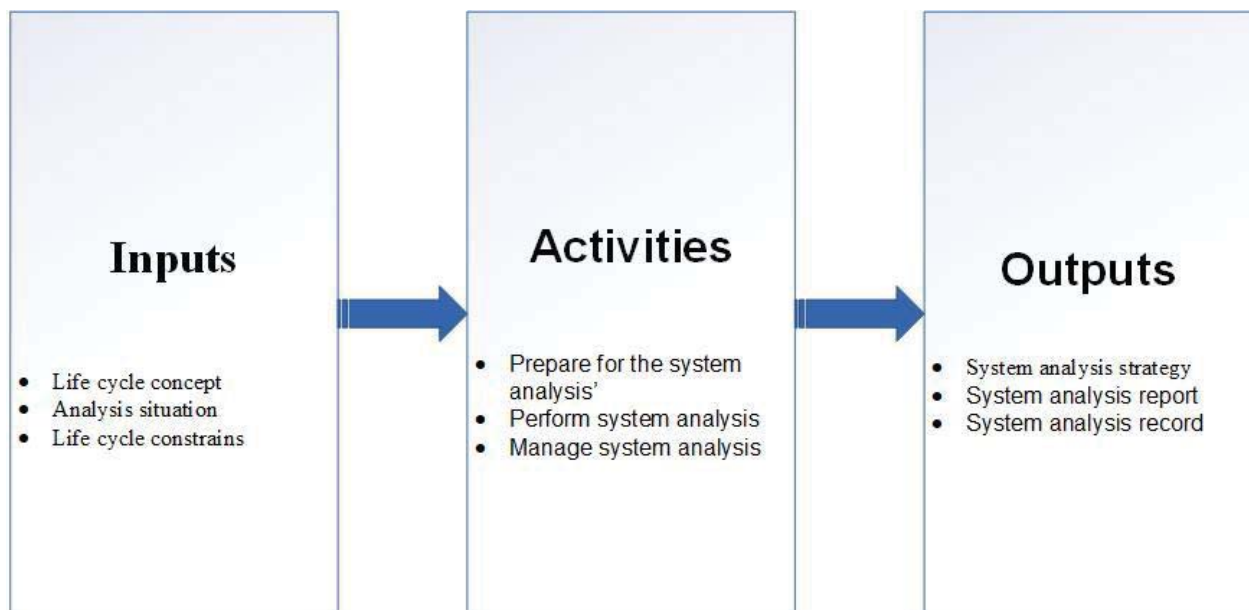 Inputs
• Life cycle concept
• Analysis situation
• Life cycle constrains
Activities
• Prepare for the system
analysis’
• Perform system analysis
• Manage system analysis
Outputs
• System analysis strategy
• System analysis report
• System analysis record